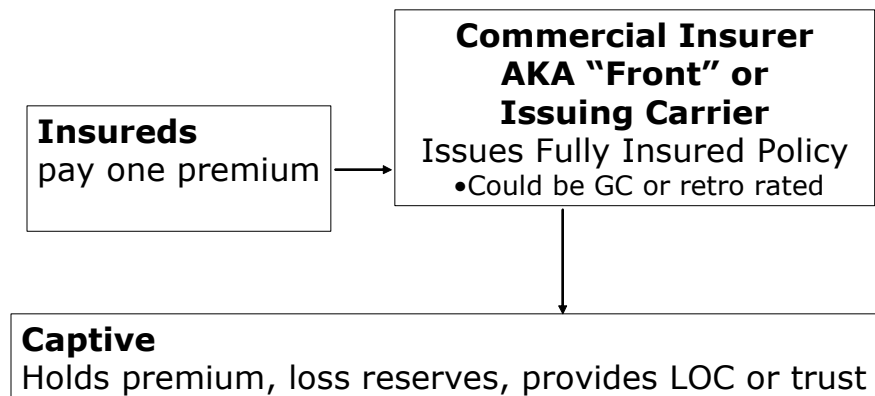 Commercial Insurer
AKA “Front” or
Issuing Carrier
Issues Fully Insured Policy
•Could be GC or retro rated
Insureds
pay one premium
Captive
Holds premium, loss reserves, provides LOC or trust